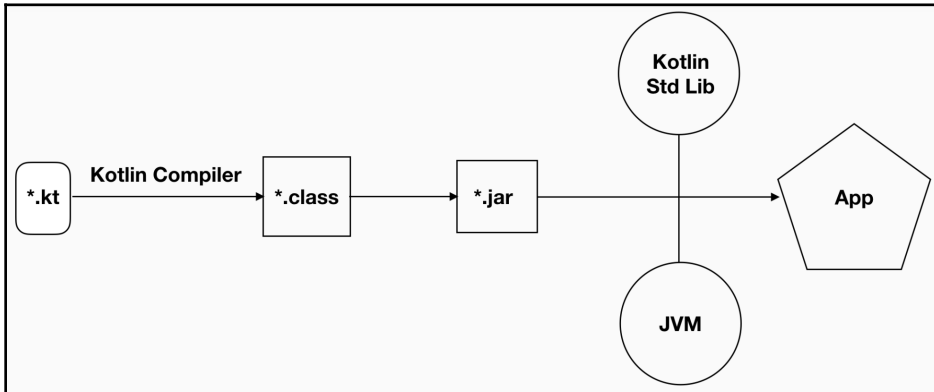 *.kt
Kotlin Compiler
*.class
*.jar
Kotlin
Std Lib
JVM
App